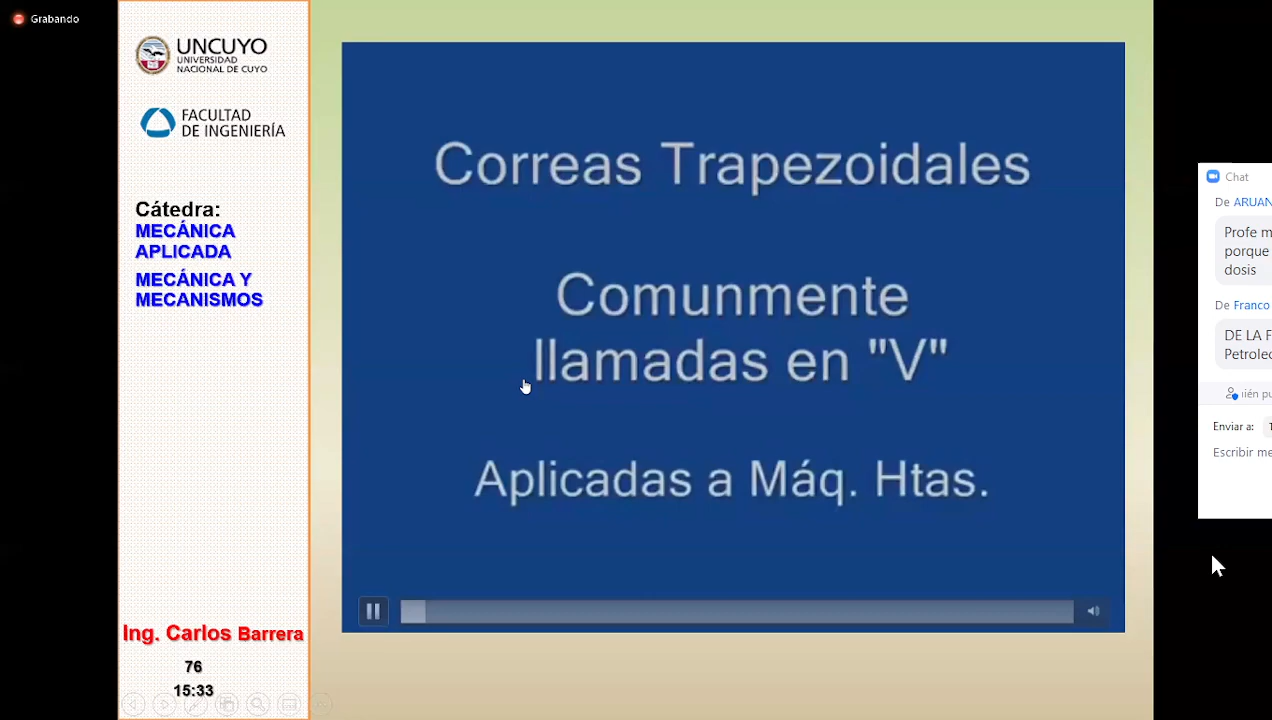 Grabando
UNCUYO
UNIVERSIDAD
NACIONAL DE CUYO
FACULTAD
DE INGENIERÍA
Cátedra:
MECÁNICA
APLICADA
MECÁNICA Y
MECANISMOS
Ing. Carlos Barrera
76
15:33
Correas Trapezoidales
Comunmente
llamadas en "V"
Aplicadas a Máq. Htas.
Chat
De ARUAN
Profe m
porque
dosis
De Franco
DE LA F
Petrolec
ién pu
Enviar a:
Escribir me